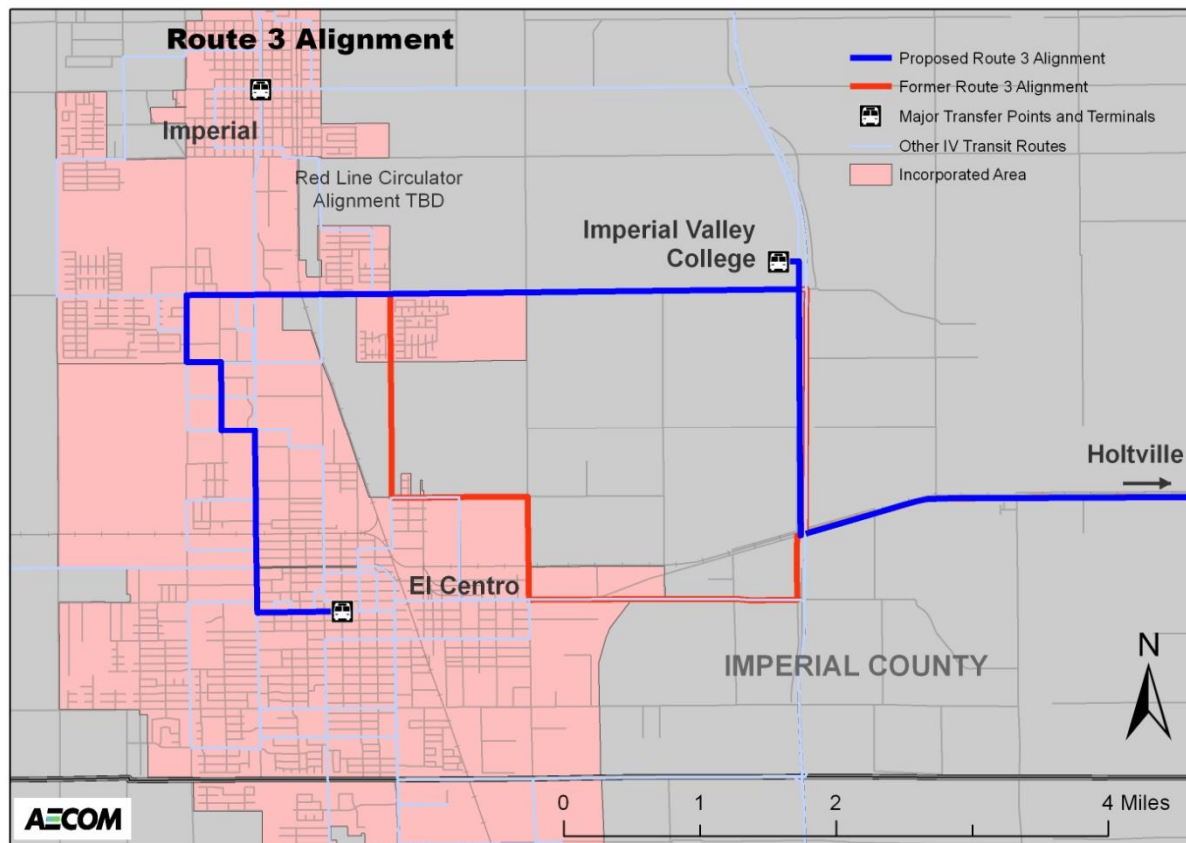 Route 3 Alignment
Proposed Route 3 Alignment
Former Route 3 Alignment
Major Transfer Points and Terminals
Other IV Transit Routes
Incorporated Area
Imperial
Red Line Circulator
Alignment TBD
Imperial Valley
College
Holtville
El Centro
IMPERIAL COUNTY
N
AECOM
0 1 2 4 Miles